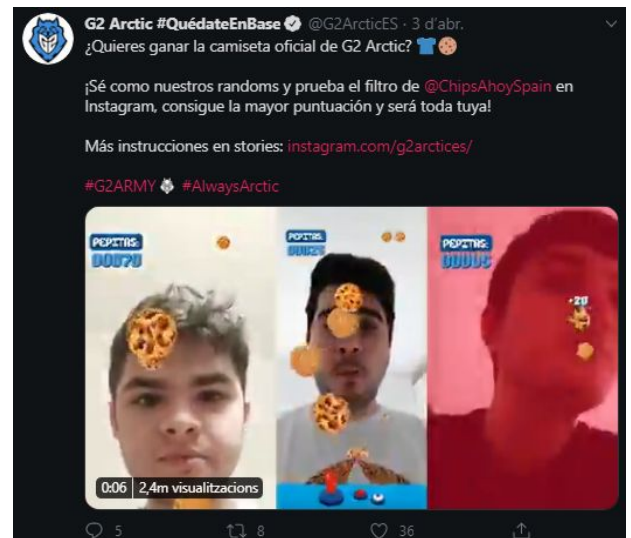 G2 Arctic #QuédateEnBase @G2ArcticES · 3 d'abr.
¿Quieres ganar la camiseta oficial de G2 Arctic?
¡Sé como nuestros randoms y prueba el filtro de @ChipsAhoySpain en
Instagram, consigue la mayor puntuación y será toda tuya!
Más instrucciones en stories: instagram.com/g2arctices/
#G2ARMY #AlwaysArctic
PEPITAS:
00070
PEPITAS:
PEPITAS:
+20
0:06 2,4m visualitzacions
5 8 36